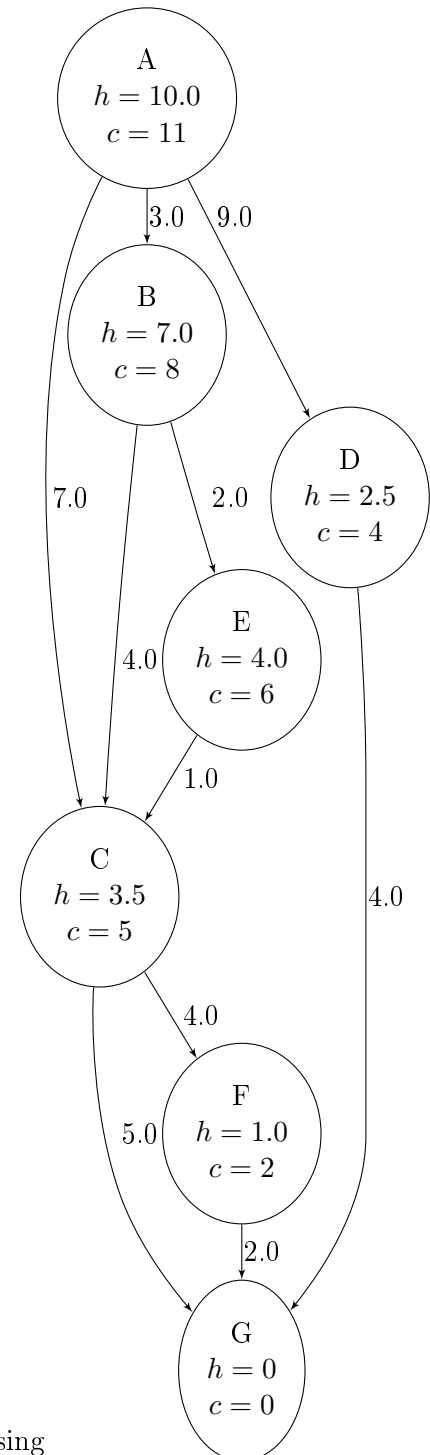 A
h = 10.0
c = 11
3.0
9.0
B
h = 7.0
c = 8
D
h = 2.5
c = 4
7.0
2.0
E
h = 4.0
c = 6
4.0
1.0
C
h = 3.5
c = 5
4.0
4.0
F
h = 1.0
c = 2
5.0
2.0
G
h = 0
c = 0